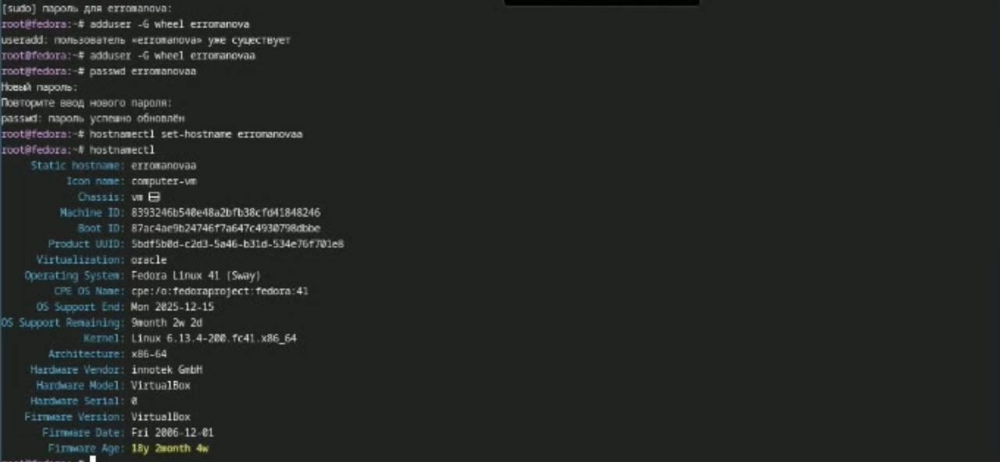 [sudo] пароль для erromanova:
root@fedora:~# adduser -G wheel erromanova
useradd: пользователь «erromanova» уже существует
root@fedora:~# adduser -G wheel erromanovaa
root@fedora:~# passwd erromanovaa
Новый пароль:
Повторите ввод нового пароля:
passwd: пароль успешно обновлён
root@fedora:~# hostnamectl set-hostname erromanovaa
root@fedora:~# hostnamectl
Static hostname: erromanovaa
Icon name: computer-vm
Chassis: vm 🖴
Machine ID: 8393246b540e48a2bfb38cfd41848246
Boot ID: 87ac4ae9b24746f7a647c4930798dbbe
Product UUID: 5bdf5b0d-c2d3-5a46-b31d-534e76f701e8
Virtualization: oracle
Operating System: Fedora Linux 41 (Sway)
CPE OS Name: cpe:/o:fedoraproject:fedora:41
OS Support End: Mon 2025-12-15
OS Support Remaining: 9month 2w 2d
Kernel: Linux 6.13.4-200.fc41.x86_64
Architecture: x86-64
Hardware Vendor: innotek GmbH
Hardware Model: VirtualBox
Hardware Serial: 0
Firmware Version: VirtualBox
Firmware Date: Fri 2006-12-01
Firmware Age: 18y 2month 4w